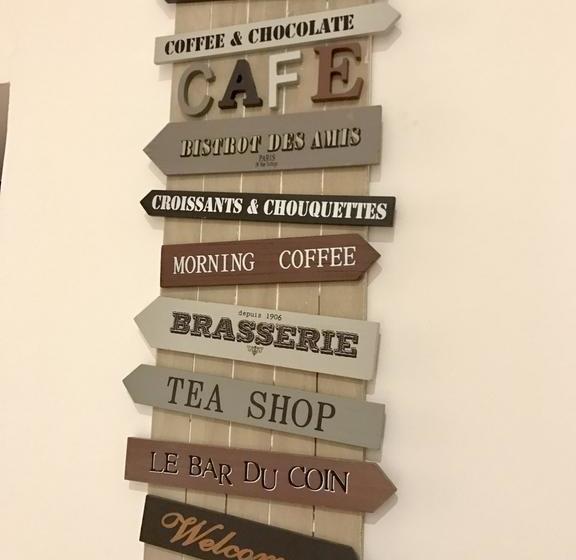 COFFEE & CHOCOLATE
CAFE
BISTROT DES AMIS
PARIS
CROISSANTS & CHOUQUETTES
MORNING COFFEE
depuis 1906
BRASSERIE
TEA SHOP
LE BAR DU COIN
Welcom